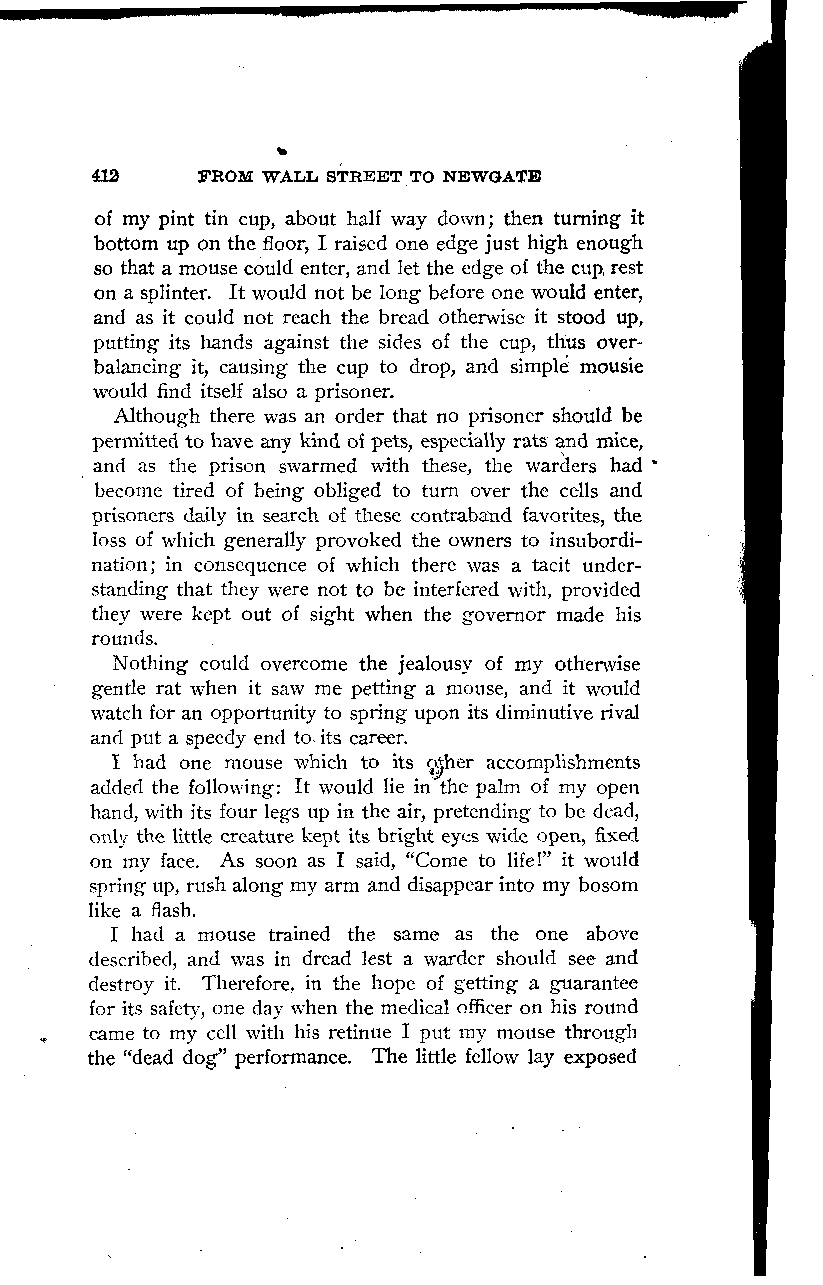 412 FROM WALL STREET TO NEWGATE
of my pint tin cup, about half way down; then turning it
bottom up on the floor, I raised one edge just high enough
so that a mouse could enter, and let the edge of the cup rest
on a splinter. It would not be long before one would enter,
and as it could not reach the bread otherwise it stood up,
putting its hands against the sides of the cup, thus over-
balancing it, causing the cup to drop, and simple mousie
would find itself also a prisoner.
Although there was an order that no prisoner should be
permitted to have any kind of pets, especially rats and mice,
and as the prison swarmed with these, the warders had
become tired of being obliged to turn over the cells and
prisoners daily in search of these contraband favorites, the
loss of which generally provoked the owners to insubordi-
nation; in consequence of which there was a tacit under-
standing that they were not to be interfered with, provided
they were kept out of sight when the governor made his
rounds.
Nothing could overcome the jealousy of my otherwise
gentle rat when it saw me petting a mouse, and it would
watch for an opportunity to spring upon its diminutive rival
and put a speedy end to its career.
I had one mouse which to its other accomplishments
added the following: It would lie in the palm of my open
hand, with its four legs up in the air, pretending to be dead,
only the little creature kept its bright eyes wide open, fixed
on my face. As soon as I said, "Come to life!" it would
spring up, rush along my arm and disappear into my bosom
like a flash.
I had a mouse trained the same as the one above
described, and was in dread lest a warder should see and
destroy it. Therefore, in the hope of getting a guarantee
for its safety, one day when the medical officer on his round
came to my cell with his retinue I put my mouse through
the "dead dog" performance. The little fellow lay exposed